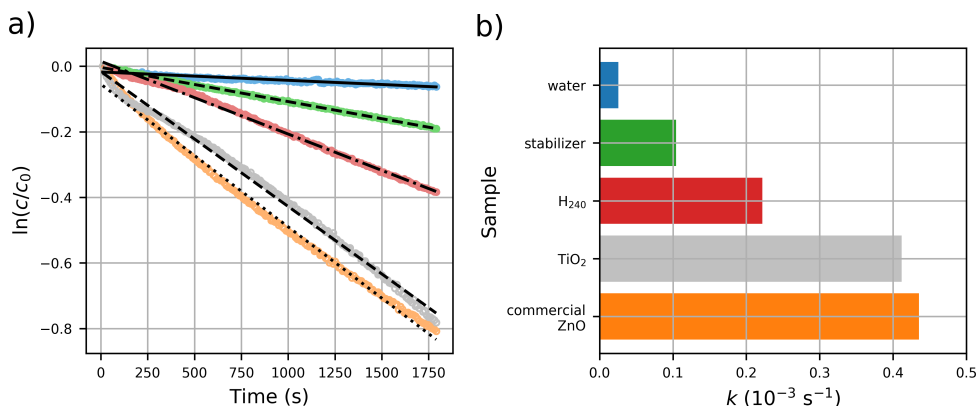 a)
0.0
−0.2
−0.4
−0.6
−0.8
ln(c/c₀)
0 250 500 750 1000 1250 1500 1750
Time (s)
b)
water
stabilizer
H₂₄₀
TiO₂
commercial
ZnO
Sample
0.0 0.1 0.2 0.3 0.4 0.5
k (10⁻³ s⁻¹)